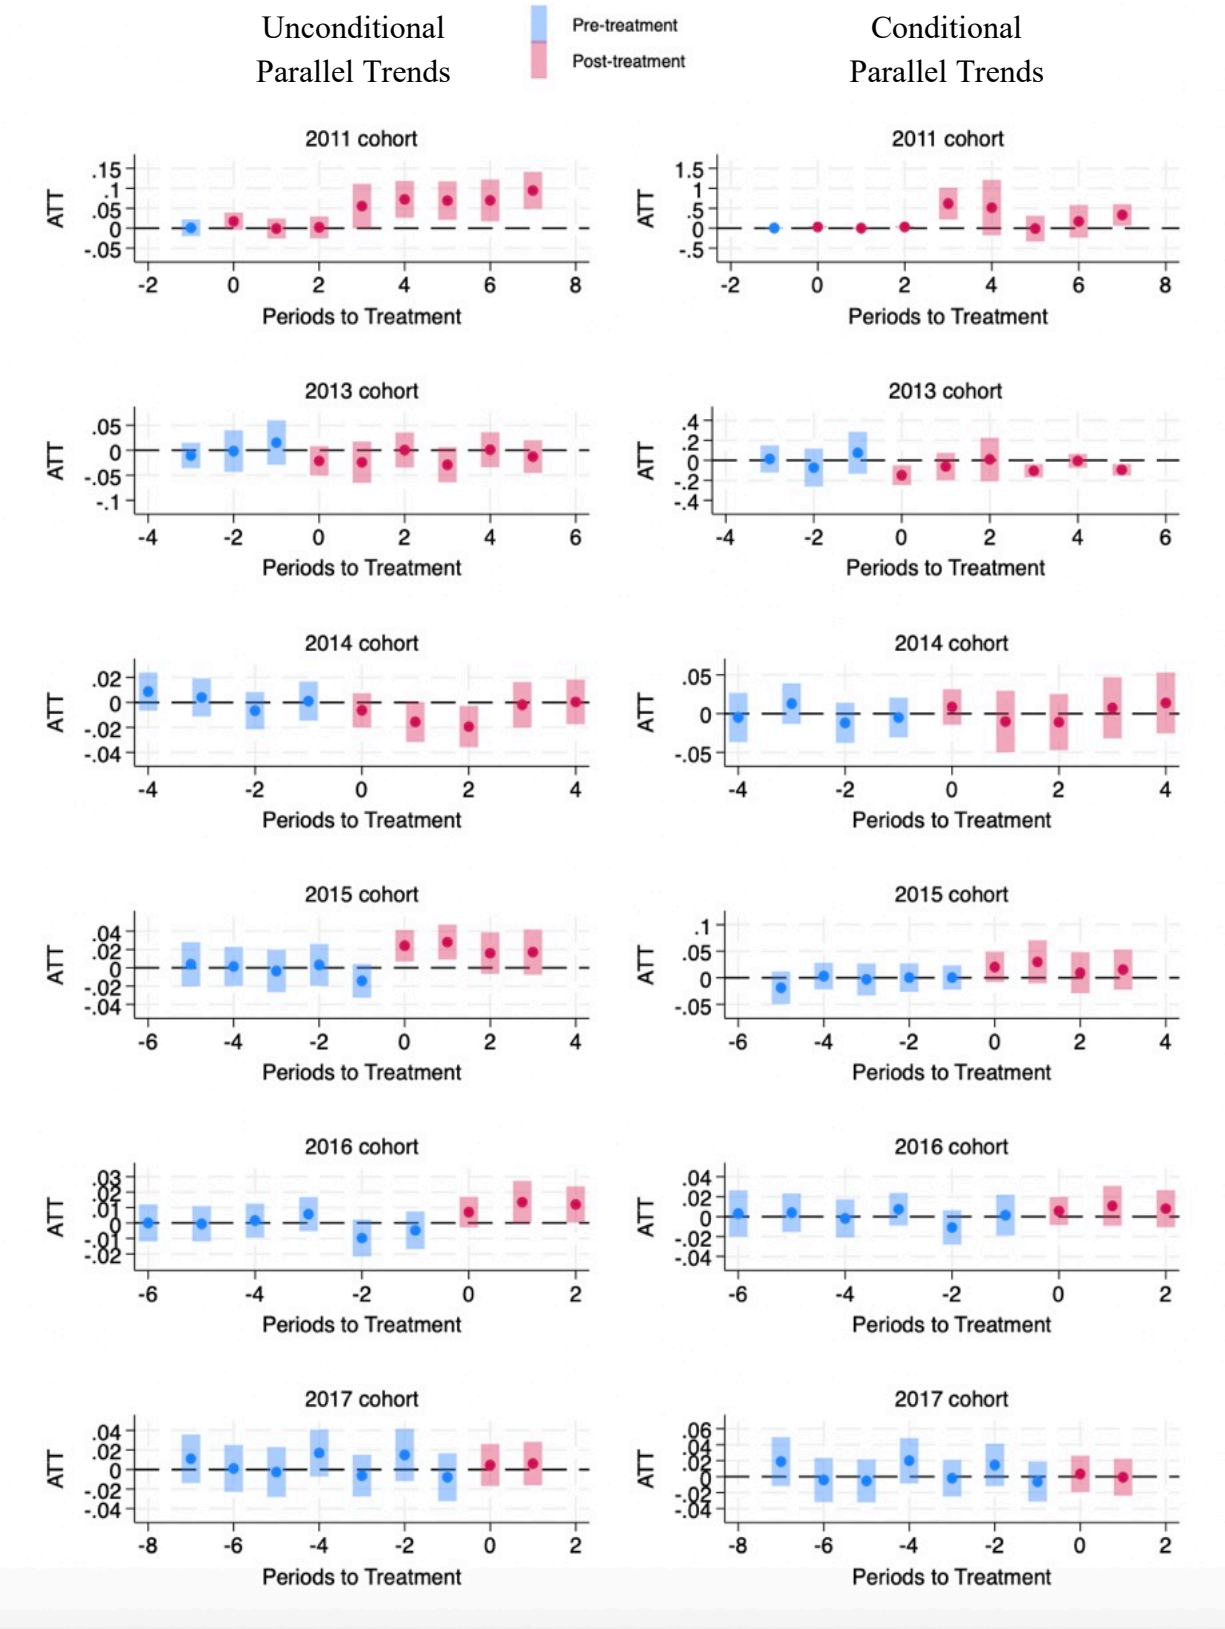 Unconditional
Parallel Trends
Pre-treatment
Post-treatment
Conditional
Parallel Trends
2011 cohort
ATT
.15
.1
.05
0
-.05
-2 0 2 4 6 8
Periods to Treatment
2011 cohort
ATT
1.5
1
.5
0
-.5
-2 0 2 4 6 8
Periods to Treatment
2013 cohort
ATT
.05
0
-.05
-.1
-4 -2 0 2 4 6
Periods to Treatment
2013 cohort
ATT
.4
.2
0
-.2
-.4
-4 -2 0 2 4 6
Periods to Treatment
2014 cohort
ATT
.02
0
-.02
-.04
-4 -2 0 2 4
Periods to Treatment
2014 cohort
ATT
.05
0
-.05
-4 -2 0 2 4
Periods to Treatment
2015 cohort
ATT
.04
.02
0
-.02
-.04
-6 -4 -2 0 2 4
Periods to Treatment
2015 cohort
ATT
.1
.05
0
-.05
-6 -4 -2 0 2 4
Periods to Treatment
2016 cohort
ATT
.03
.02
.01
0
-.01
-.02
-6 -4 -2 0 2
Periods to Treatment
2016 cohort
ATT
.04
.02
0
-.02
-.04
-6 -4 -2 0 2
Periods to Treatment
2017 cohort
ATT
.04
.02
0
-.02
-.04
-8 -6 -4 -2 0 2
Periods to Treatment
2017 cohort
ATT
.06
.04
.02
0
-.02
-.04
-8 -6 -4 -2 0 2
Periods to Treatment